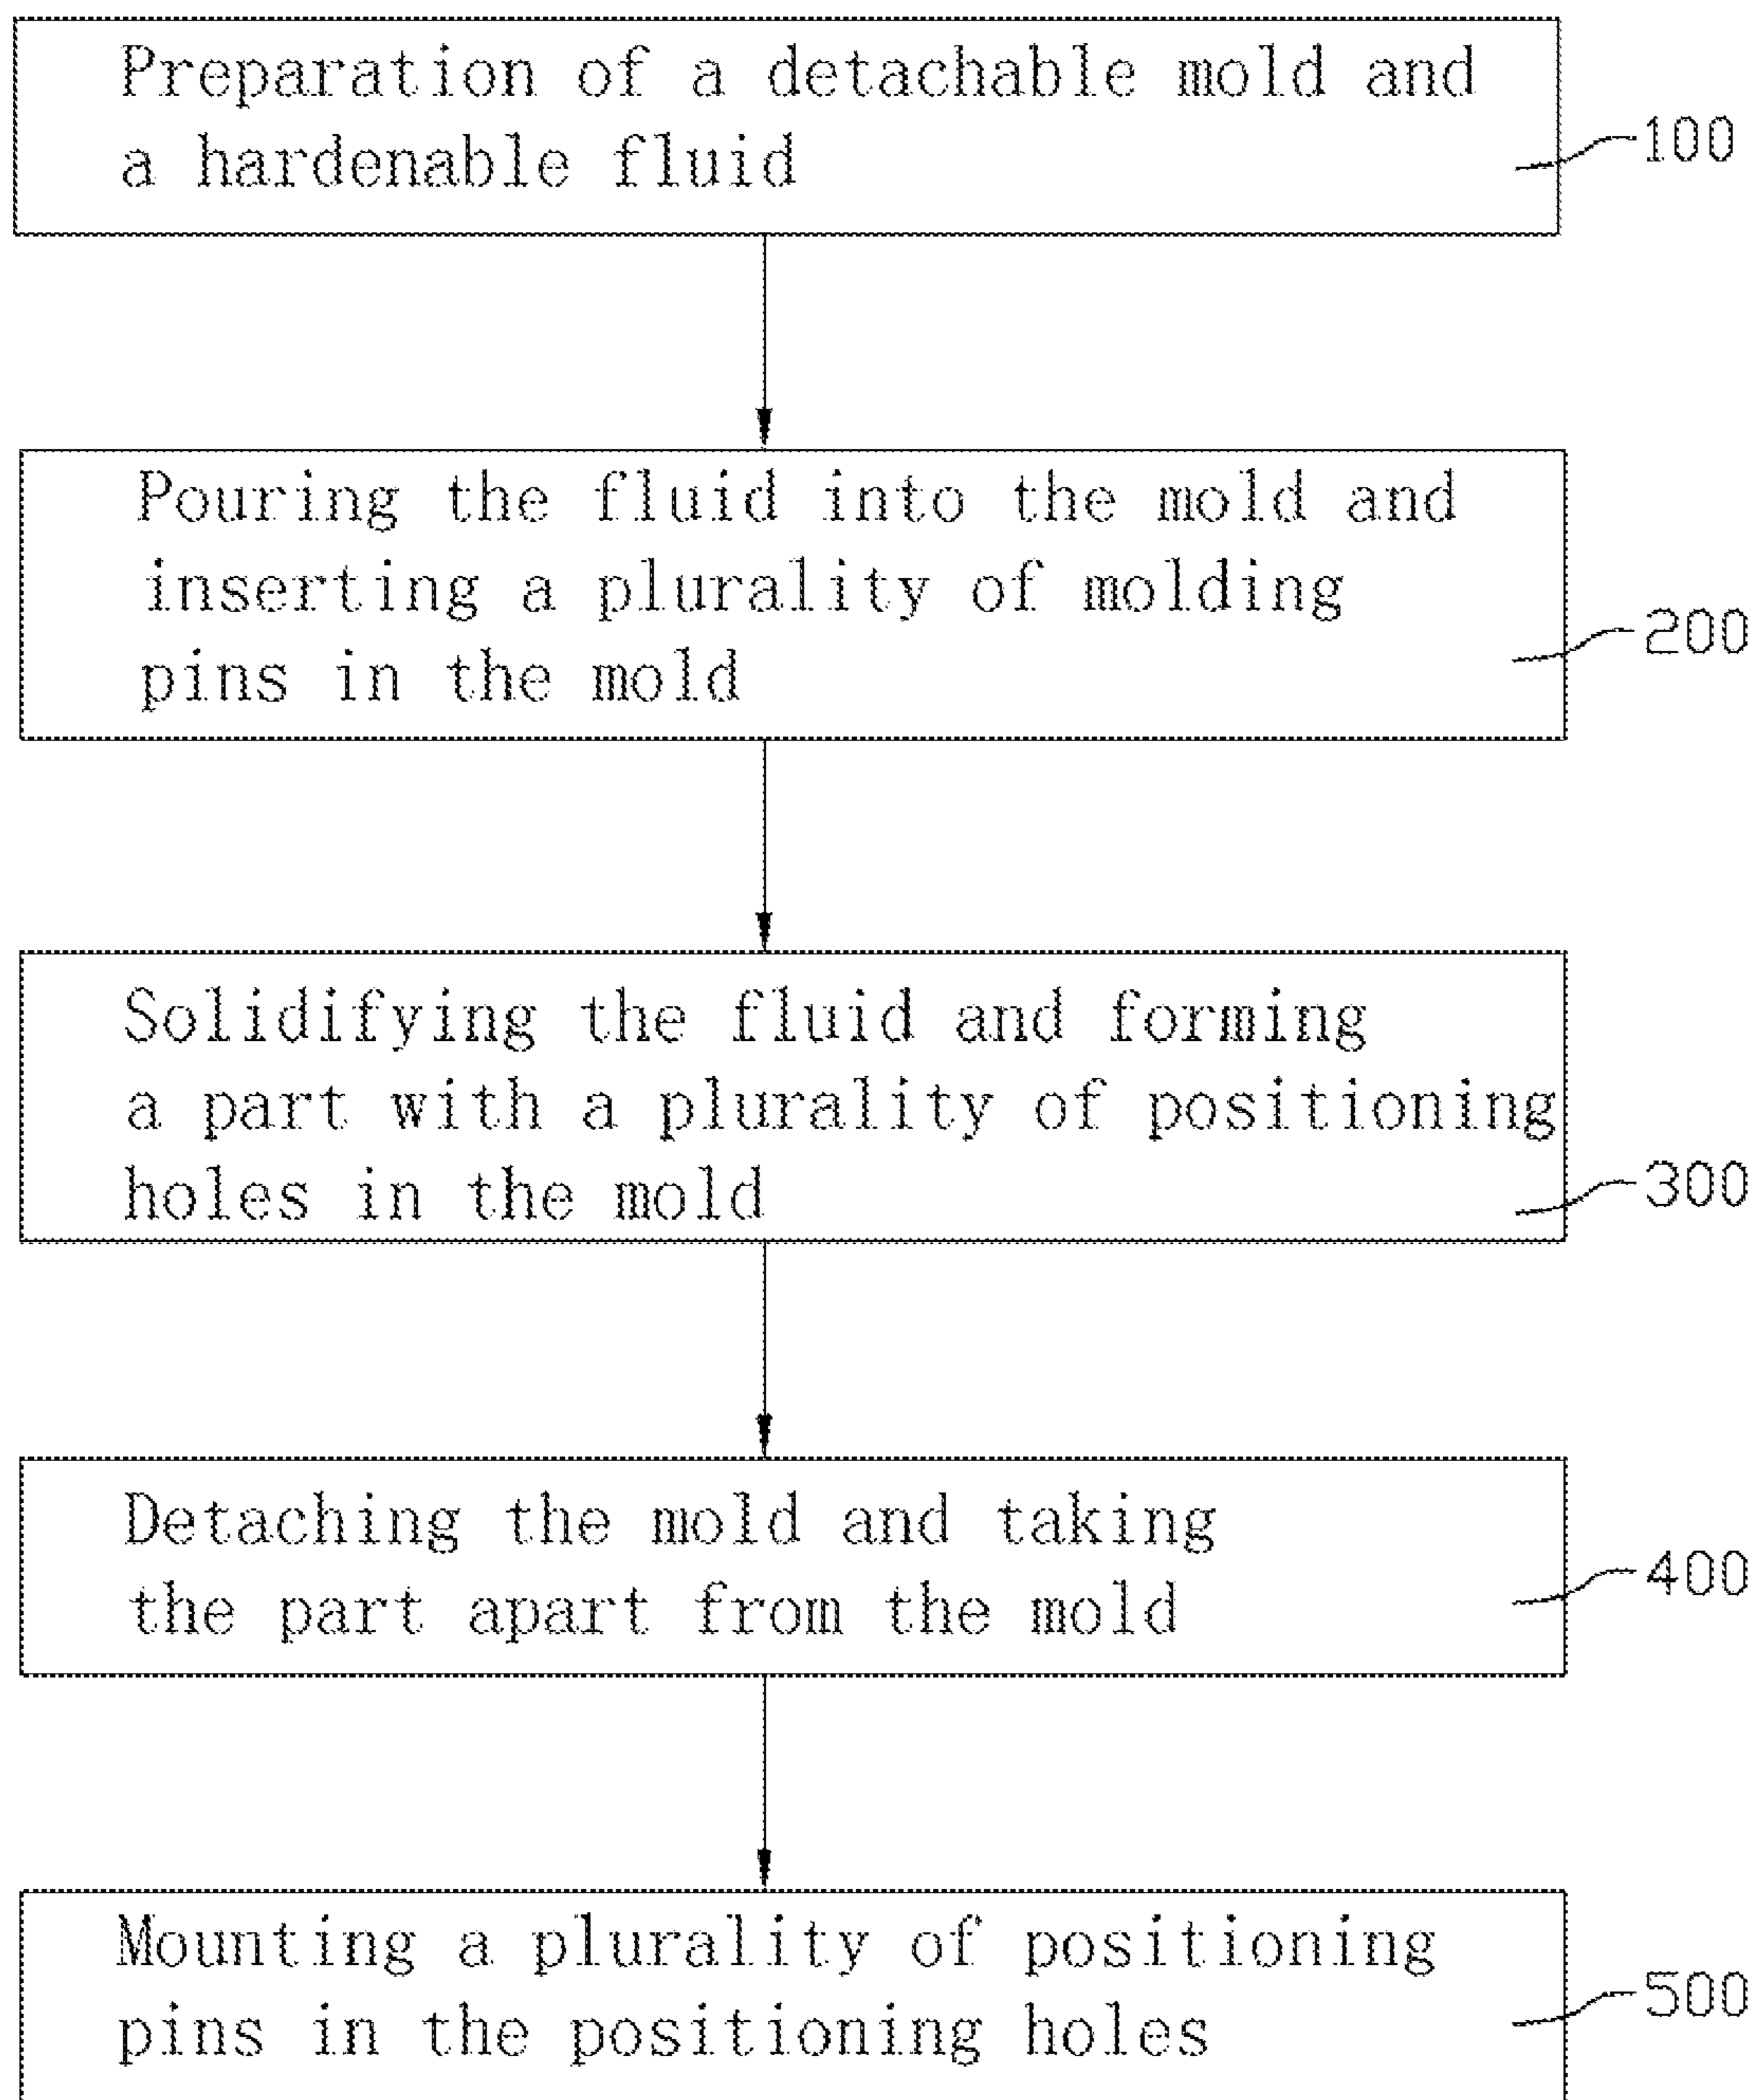 Preparation of a detachable mold and
a hardenable fluid
100
Pouring the fluid into the mold and
inserting a plurality of molding
pins in the mold
200
Solidifying the fluid and forming
a part with a plurality of positioning
holes in the mold
300
Detaching the mold and taking
the part apart from the mold
400
Mounting a plurality of positioning
pins in the positioning holes
500